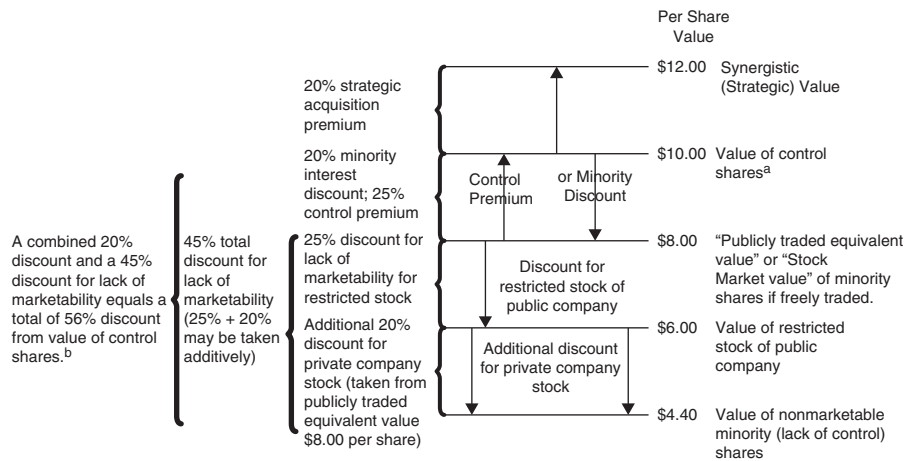 Per Share
Value
$12.00 Synergistic
(Strategic) Value
20% strategic
acquisition
premium
$10.00 Value of control
sharesa
20% minority
interest
discount; 25%
control premium
Control
Premium
or Minority
Discount
A combined 20%
discount and a 45%
discount for lack of
marketability equals a
total of 56% discount
from value of control
shares.b
45% total
discount for
lack of
marketability
(25% + 20%
may be taken
additively)
25% discount for
lack of
marketability for
restricted stock
$8.00 “Publicly traded equivalent
value” or “Stock
Market value” of minority
shares if freely traded.
Discount for
restricted stock of
public company
$6.00 Value of restricted
stock of public
company
Additional 20%
discount for
private company
stock (taken from
publicly traded
equivalent value
$8.00 per share)
Additional discount
for private company
stock
$4.40 Value of nonmarketable
minority (lack of control)
shares